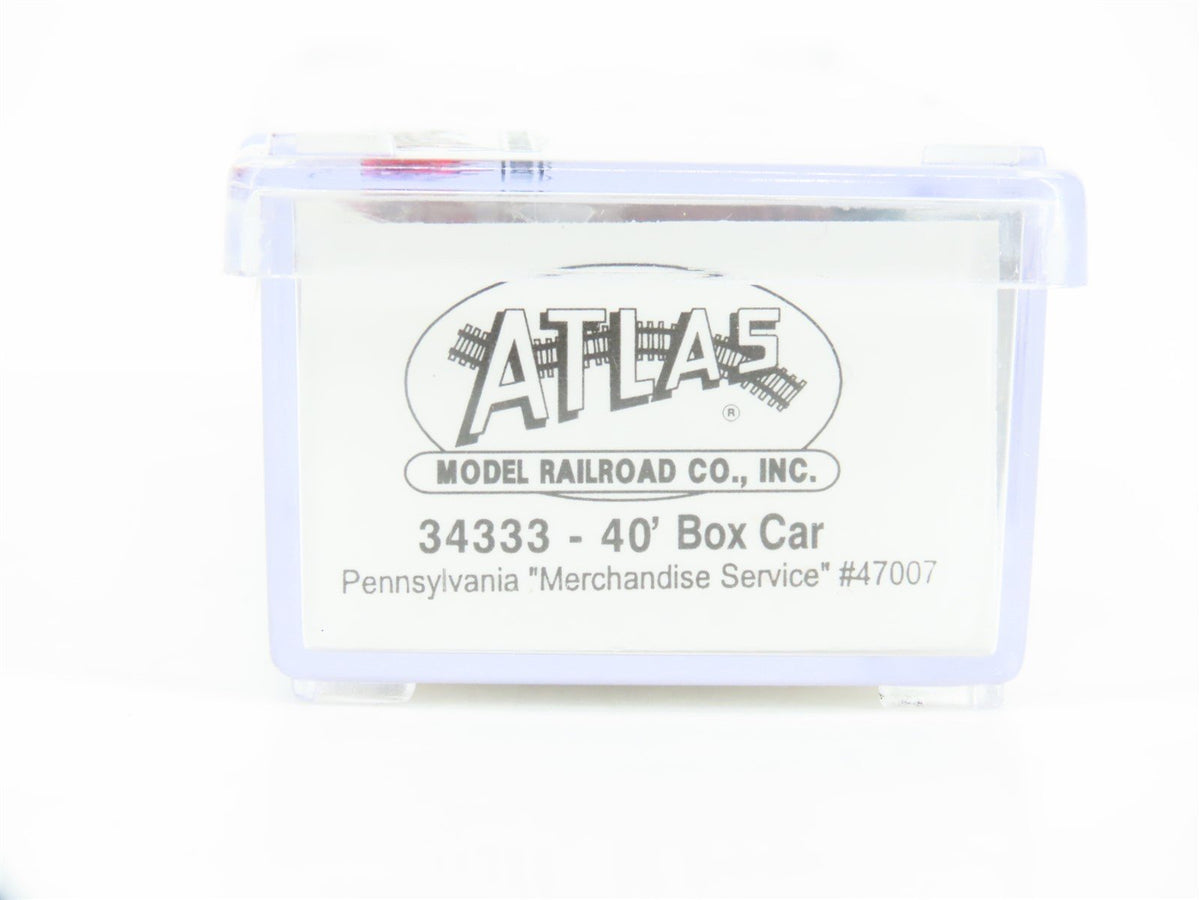 ATLAS
®
MODEL RAILROAD CO., INC.
34333 - 40' Box Car
Pennsylvania "Merchandise Service" #47007